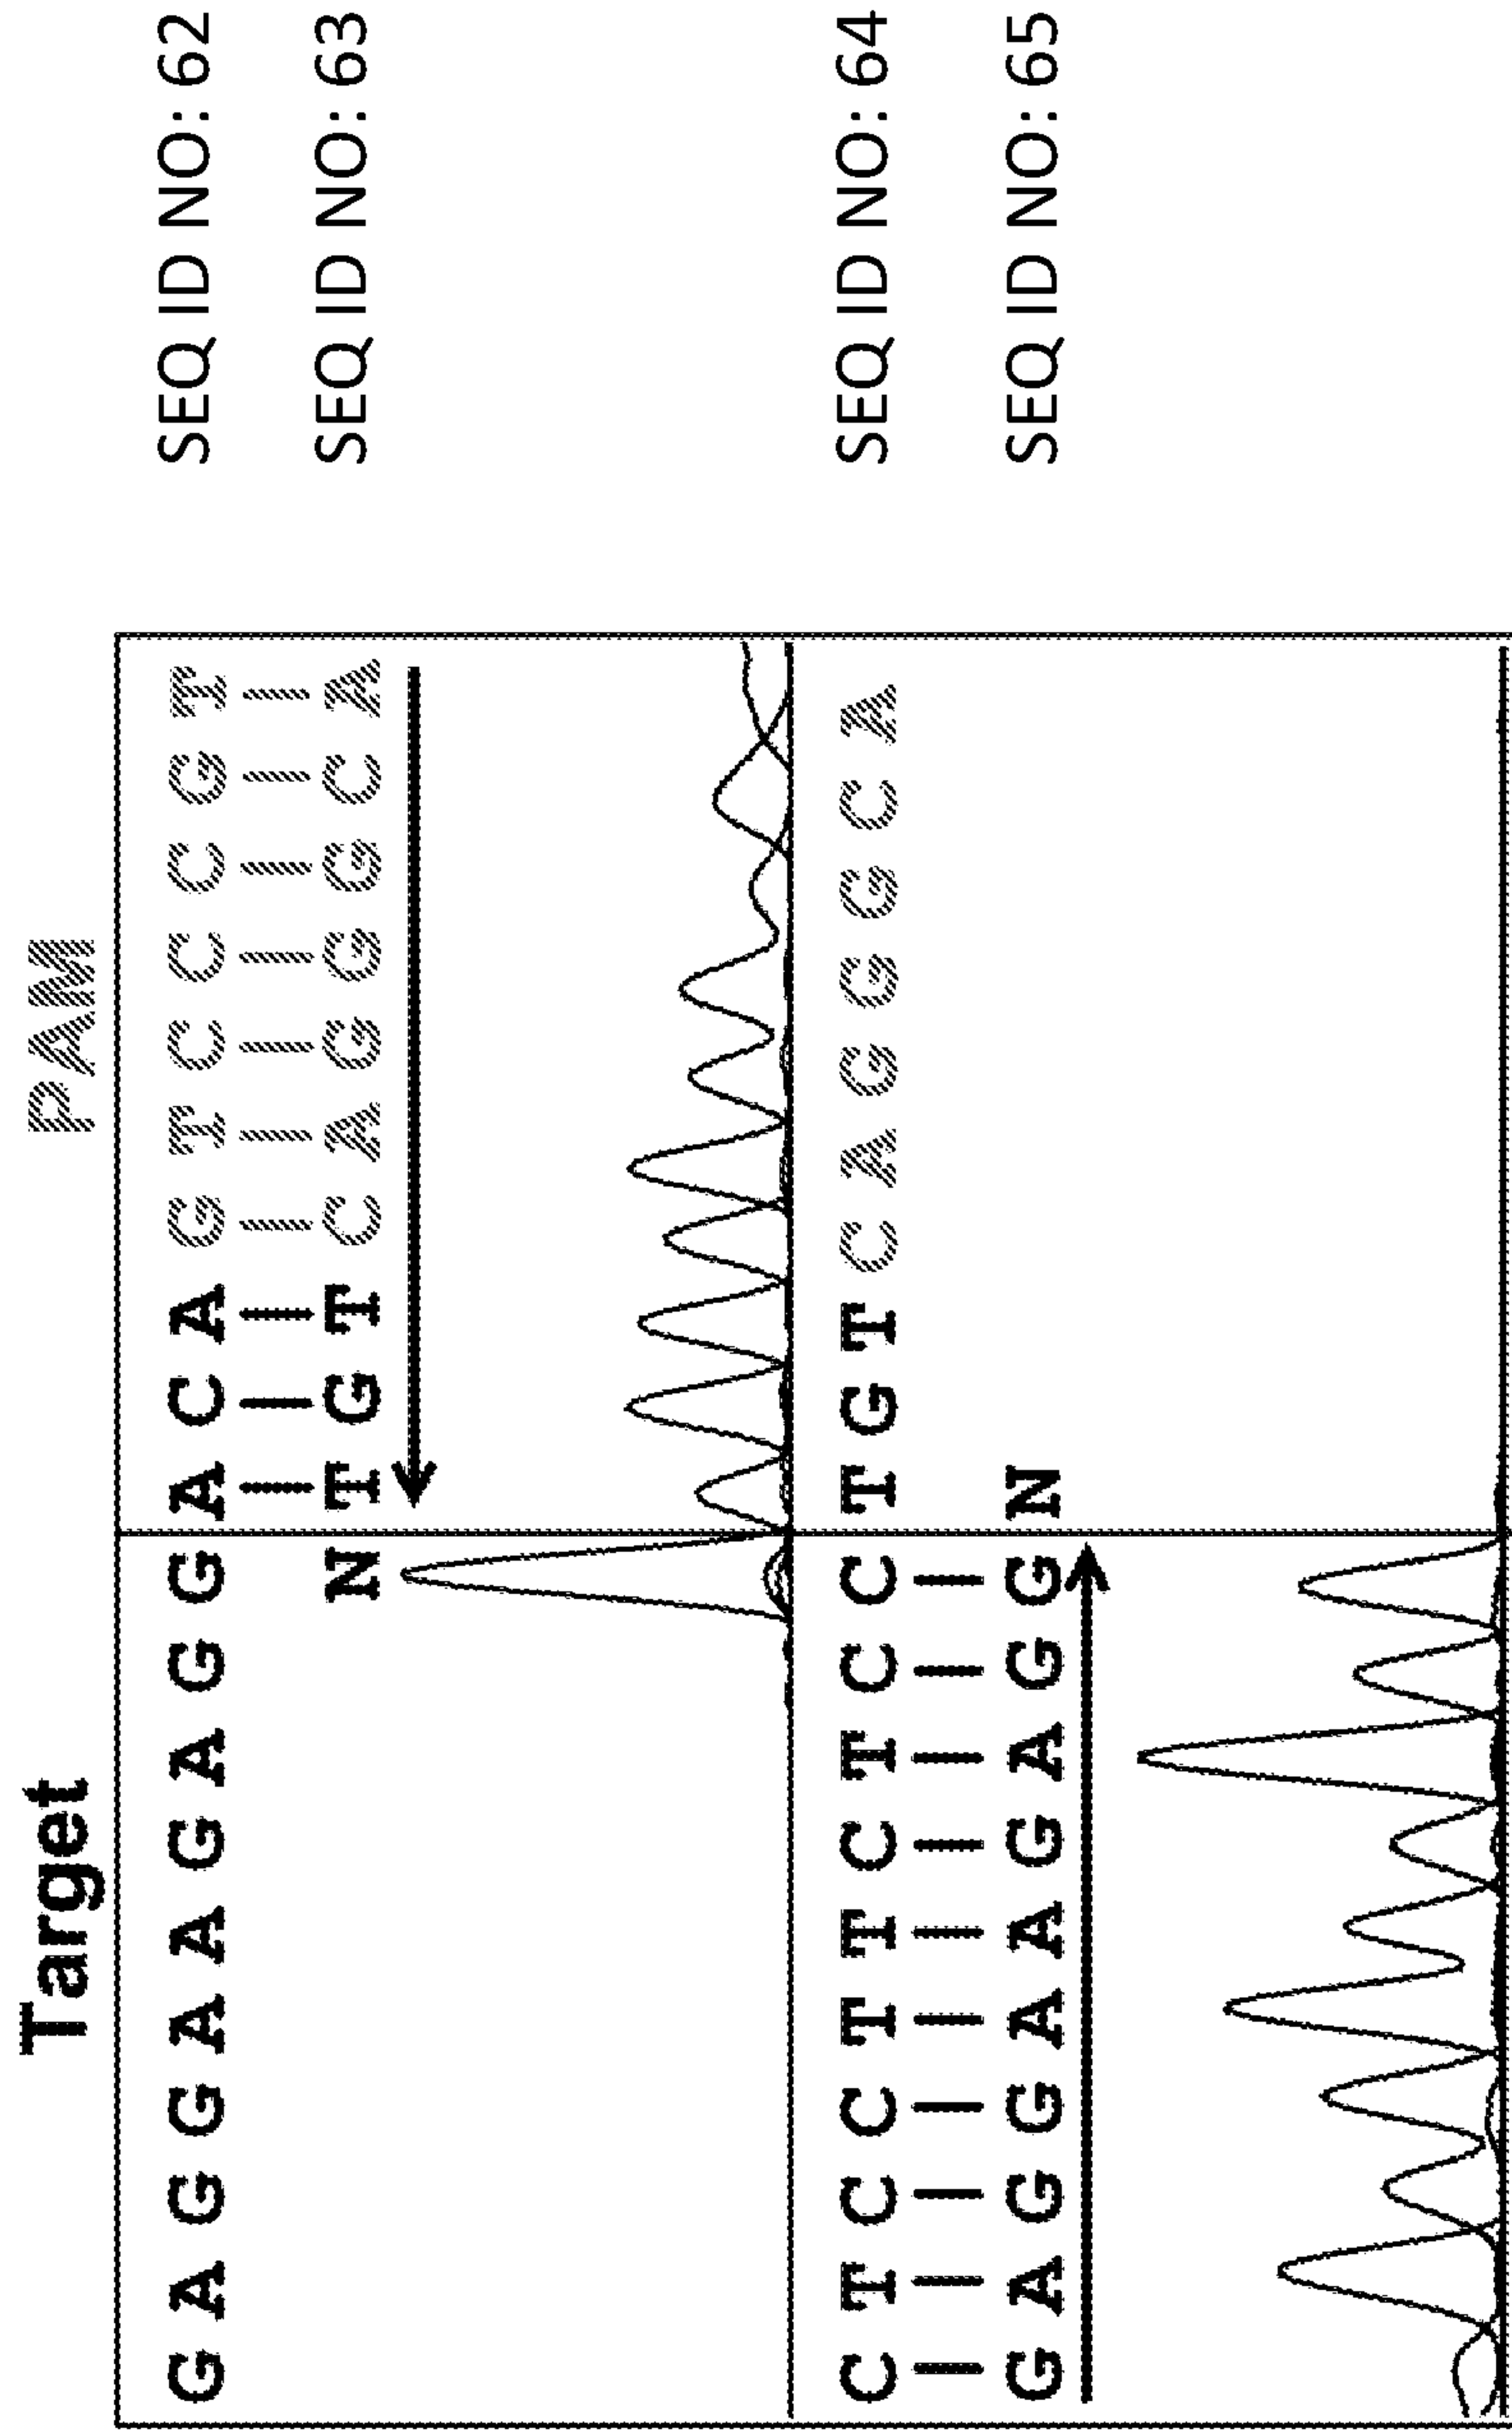 Target PAM
G A G G A A G A G G A C A G T C C C G T SEQ ID NO: 62
N T G T C A G G G C A SEQ ID NO: 63
C T C C T T C T C C T G T C A G G G C A SEQ ID NO: 64
G A G G A A G A G G N SEQ ID NO: 65